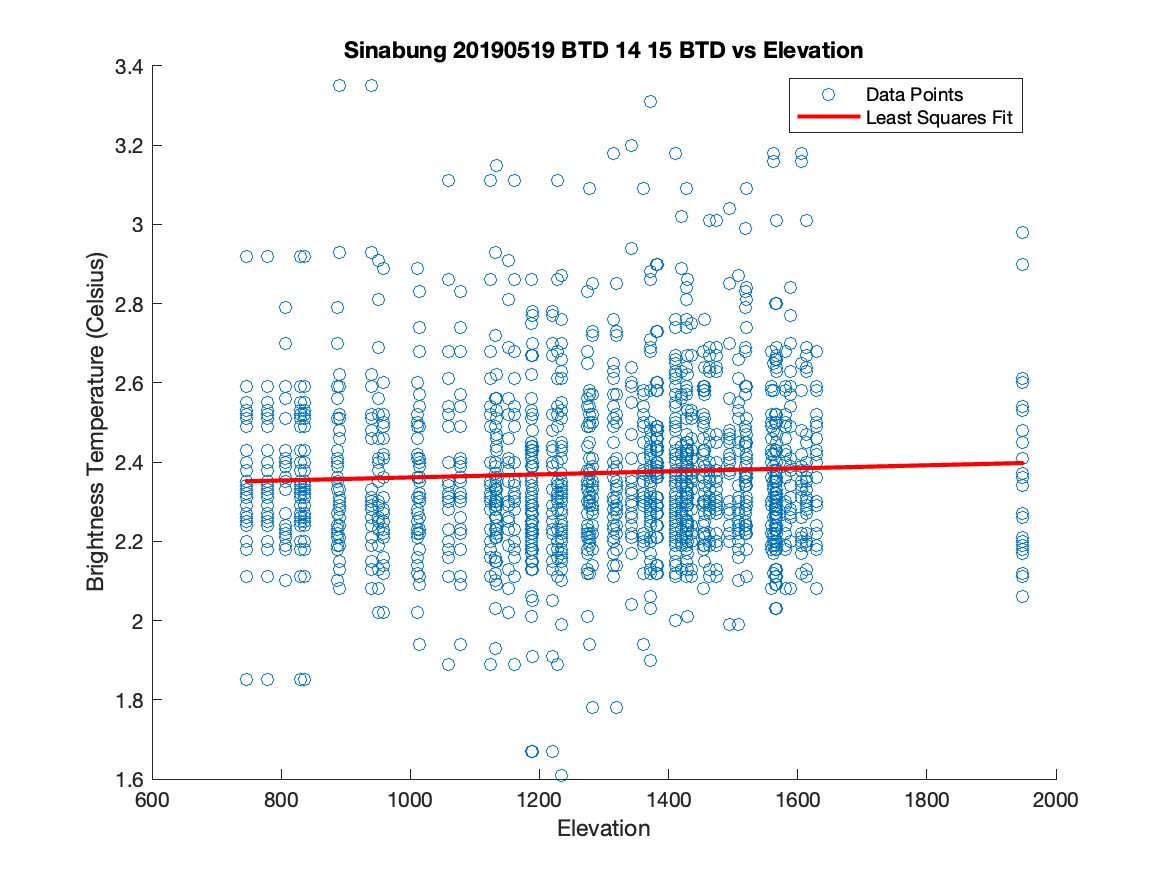 Sinabung 20190519 BTD 14 15 BTD vs Elevation
Data Points
Least Squares Fit
Brightness Temperature (Celsius)
3.4
3.2
3
2.8
2.6
2.4
2.2
2
1.8
1.6
600 800 1000 1200 1400 1600 1800 2000
Elevation